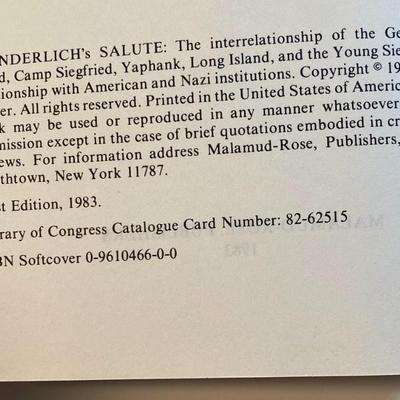 NDERLICH's SALUTE: The interrelationship of the Ge
d, Camp Siegfried, Yaphank, Long Island, and the Young Sie
ionship with American and Nazi institutions. Copyright © 19
er. All rights reserved. Printed in the United States of America
k may be used or reproduced in any manner whatsoever
mission except in the case of brief quotations embodied in cr
ews. For information address Malamud-Rose, Publishers,
thtown, New York 11787.
t Edition, 1983.
rary of Congress Catalogue Card Number: 82-62515
BN Softcover 0-9610466-0-0